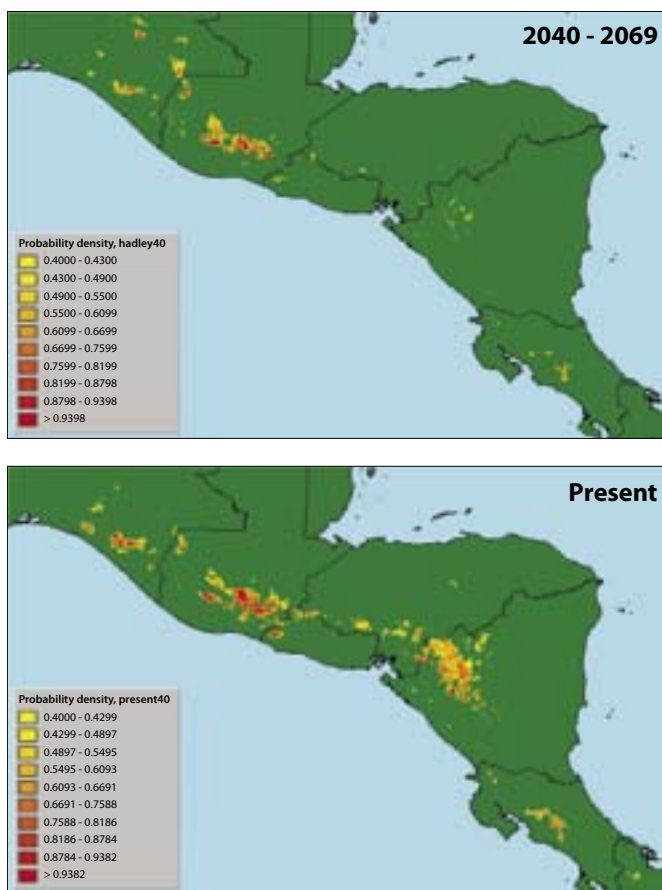 2040 - 2069
Probability density, hadley40
0.4000 - 0.4300
0.4300 - 0.4900
0.4900 - 0.5500
0.5500 - 0.6099
0.6099 - 0.6699
0.6699 - 0.7599
0.7599 - 0.8199
0.8199 - 0.8798
0.8798 - 0.9398
> 0.9398
Present
Probability density, present40
0.4000 - 0.4299
0.4299 - 0.4897
0.4897 - 0.5495
0.5495 - 0.6093
0.6093 - 0.6691
0.6691 - 0.7588
0.7588 - 0.8186
0.8186 - 0.8784
0.8784 - 0.9382
> 0.9382